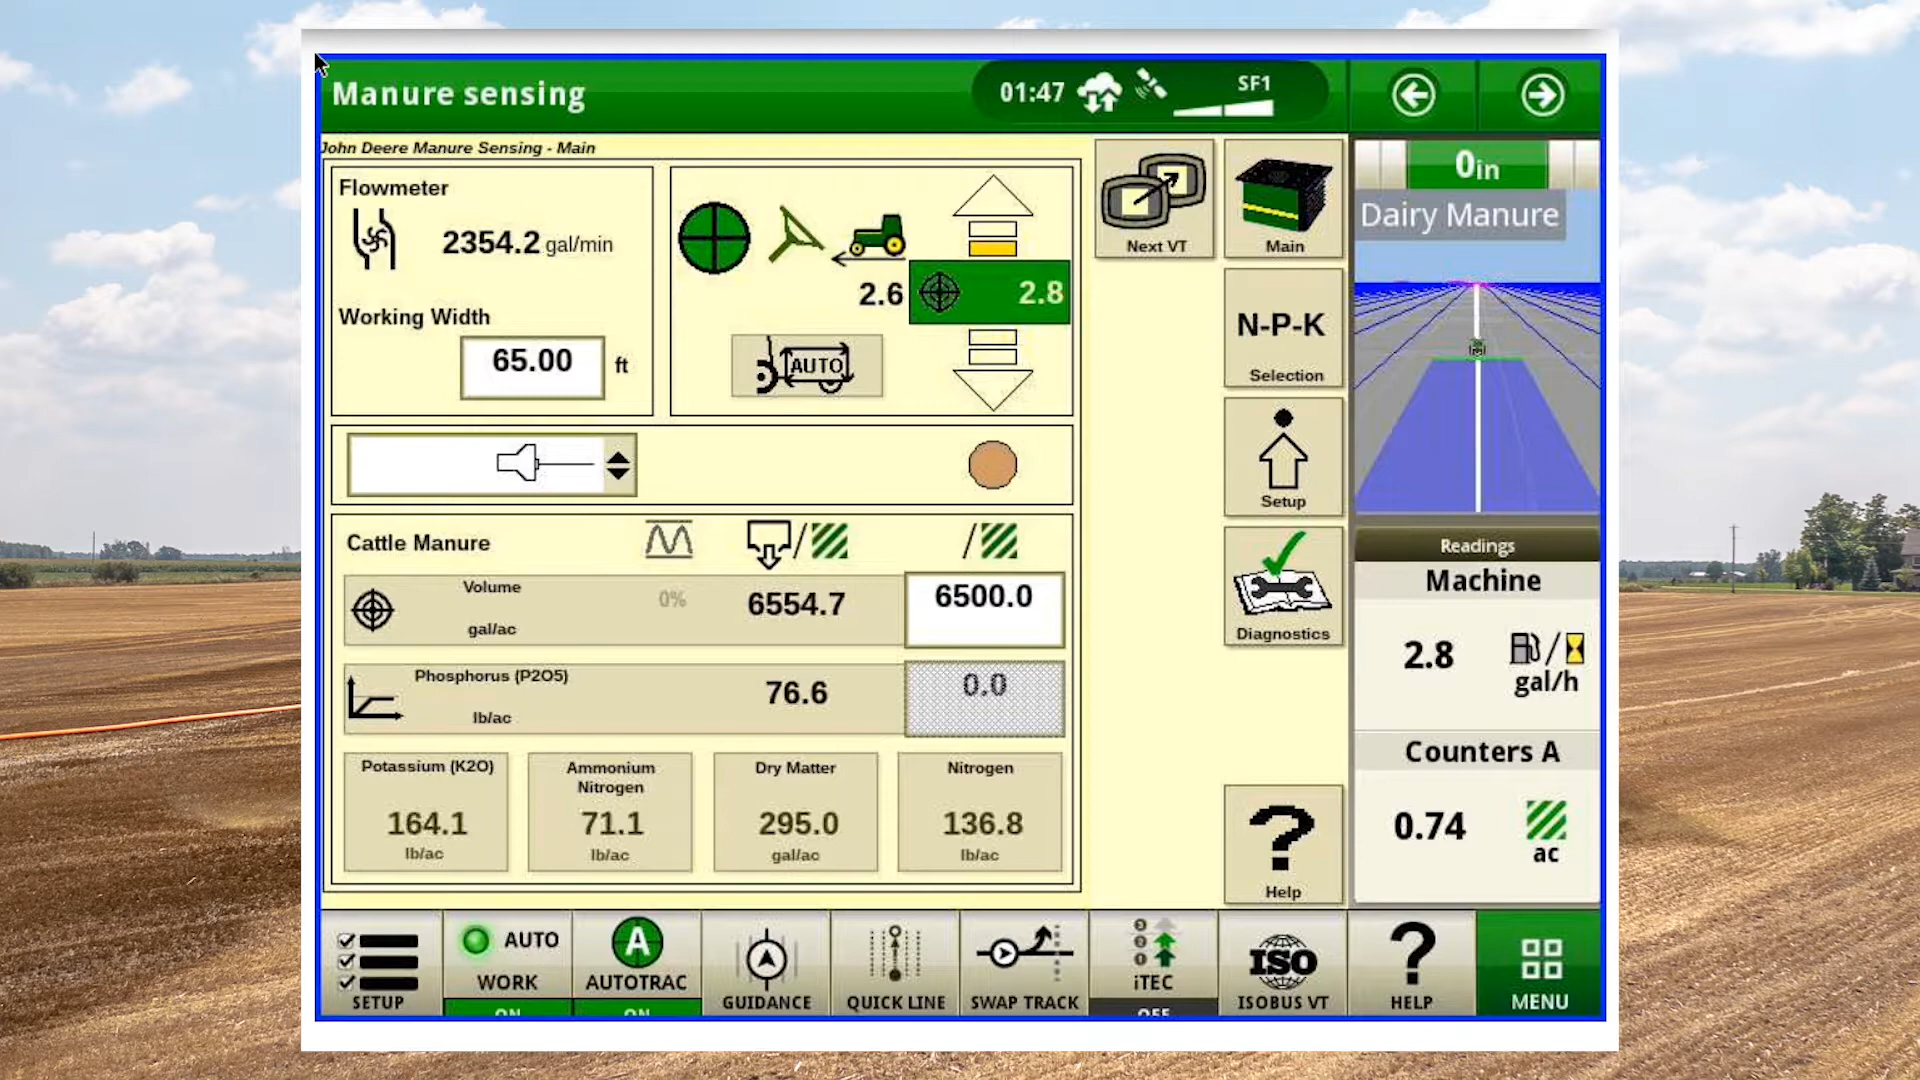 Manure sensing
01:47
SF1
John Deere Manure Sensing - Main
Flowmeter
2354.2 gal/min
Working Width
65.00 ft
2.6
2.8
AUTO
Next VT
Main
N-P-K
Selection
Setup
Diagnostics
Help
Cattle Manure
Volume
gal/ac
0%
6554.7
6500.0
Phosphorus (P2O5)
lb/ac
76.6
0.0
Potassium (K2O)
164.1
lb/ac
Ammonium
Nitrogen
71.1
lb/ac
Dry Matter
295.0
gal/ac
Nitrogen
136.8
lb/ac
0in
Dairy Manure
Readings
Machine
2.8
gal/h
Counters A
0.74
ac
SETUP
AUTO
WORK
ON
A
AUTOTRAC
ON
GUIDANCE
QUICK LINE
SWAP TRACK
iTEC
OFF
ISO
ISOBUS VT
HELP
MENU